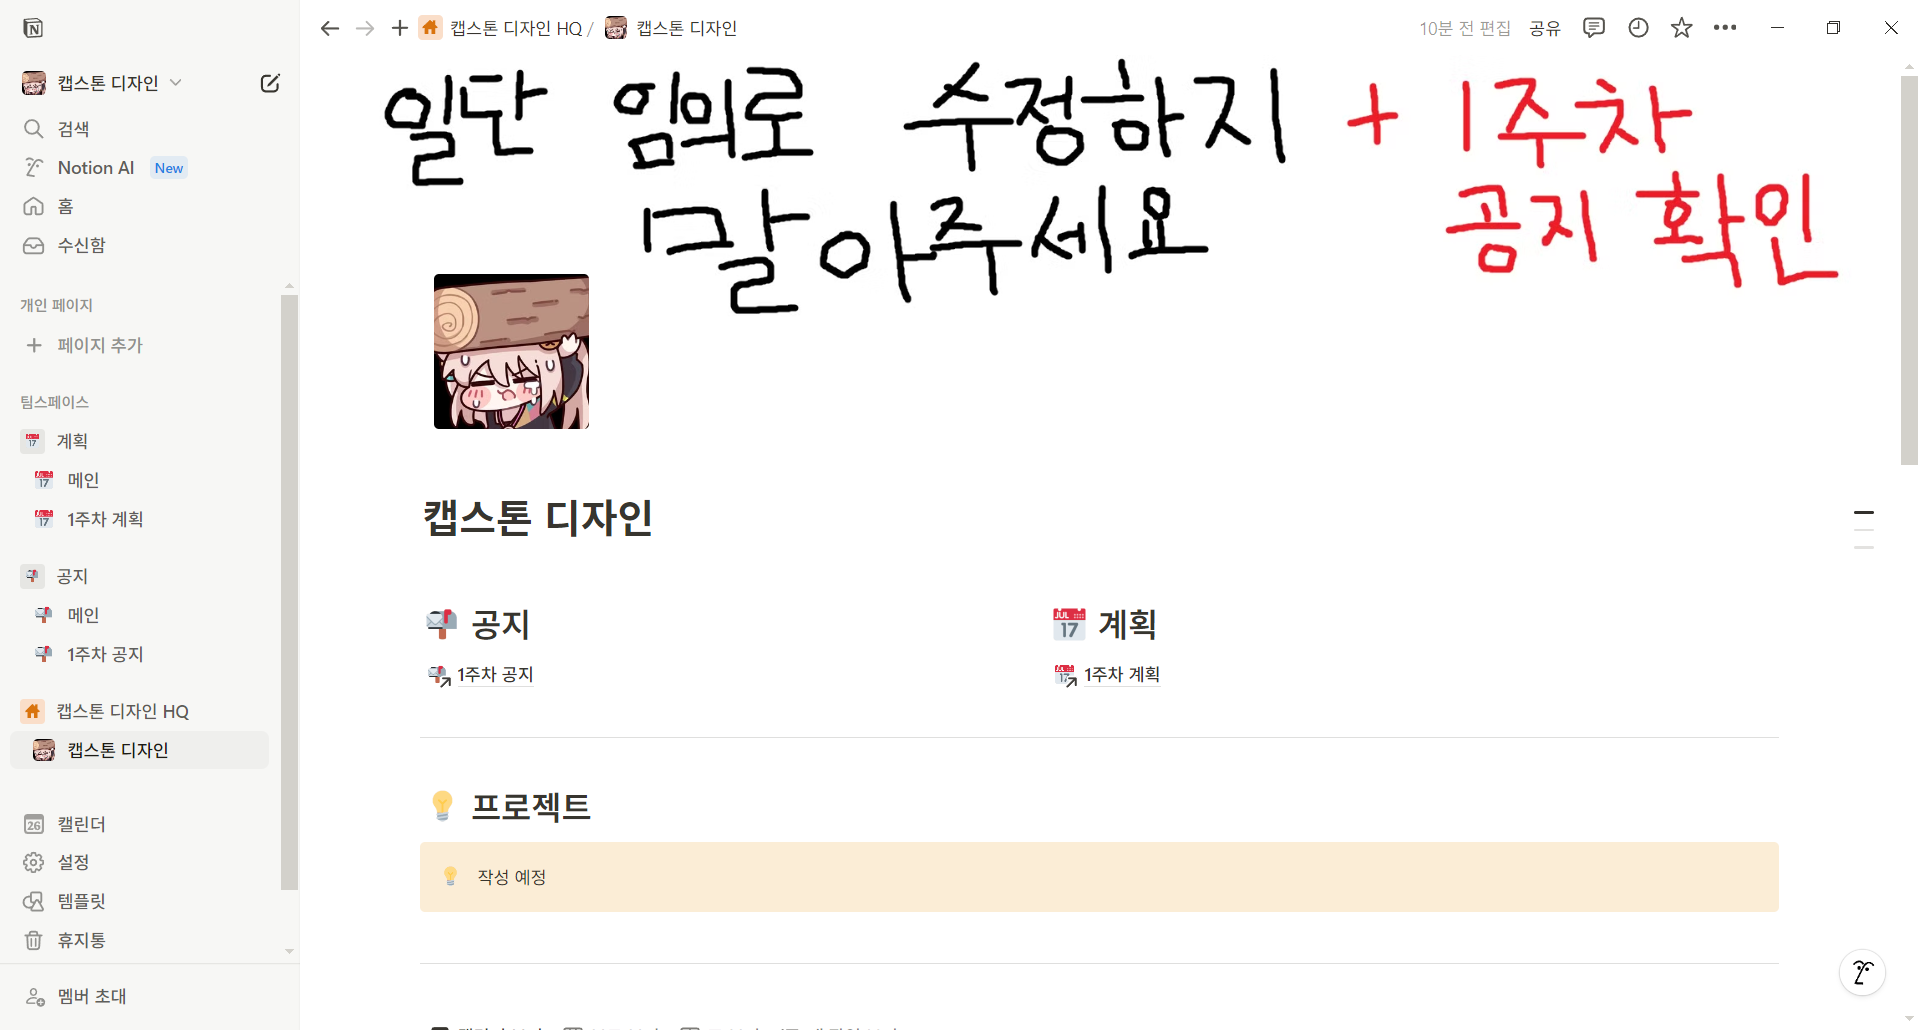 캡스톤 디자인
검색
Notion AI New
홈
수신함
개인 페이지
페이지 추가
팀스페이스
계획
메인
1주차 계획
공지
메인
1주차 공지
캡스톤 디자인 HQ
캡스톤 디자인
26 캘린더
설정
템플릿
휴지통
멤버 초대
캡스톤 디자인 HQ / 캡스톤 디자인
10분 전 편집 공유
일단 임의로 수정하지 + 1주차
말아주세요 공지 확인
캡스톤 디자인
공지
1주차 공지
JUL 17 계획
1주차 계획
프로젝트
작성 예정